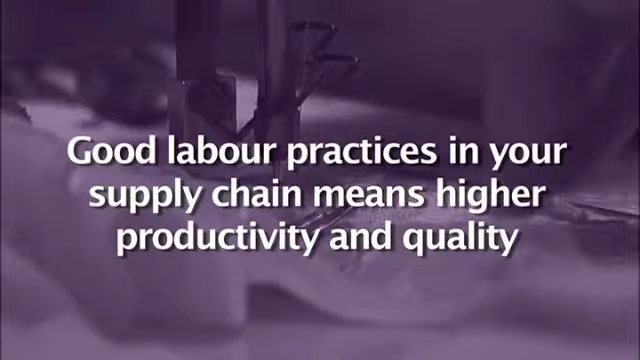 Good labour practices in your
supply chain means higher
productivity and quality